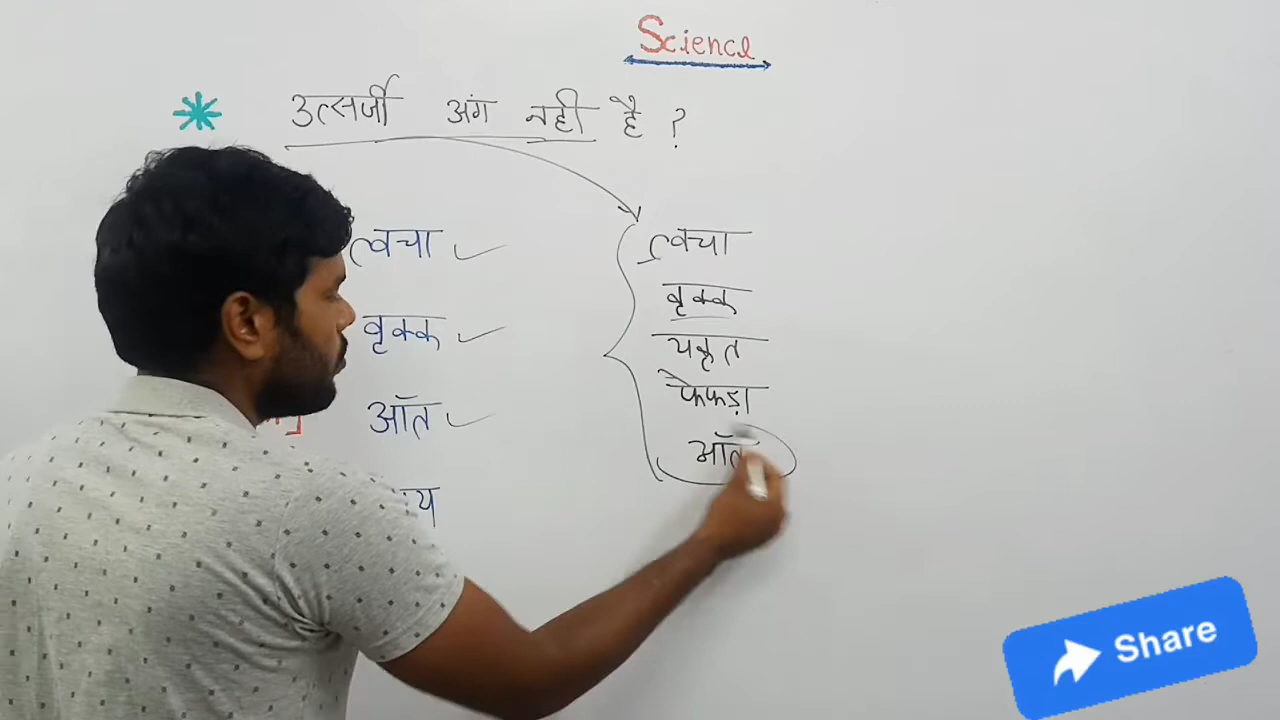 Science
उत्सर्जी अंग नही है ?
त्वचा
वृक्क
आँत
त्वचा
वृक्क
यकृत
फेफड़ा
आँत
Share